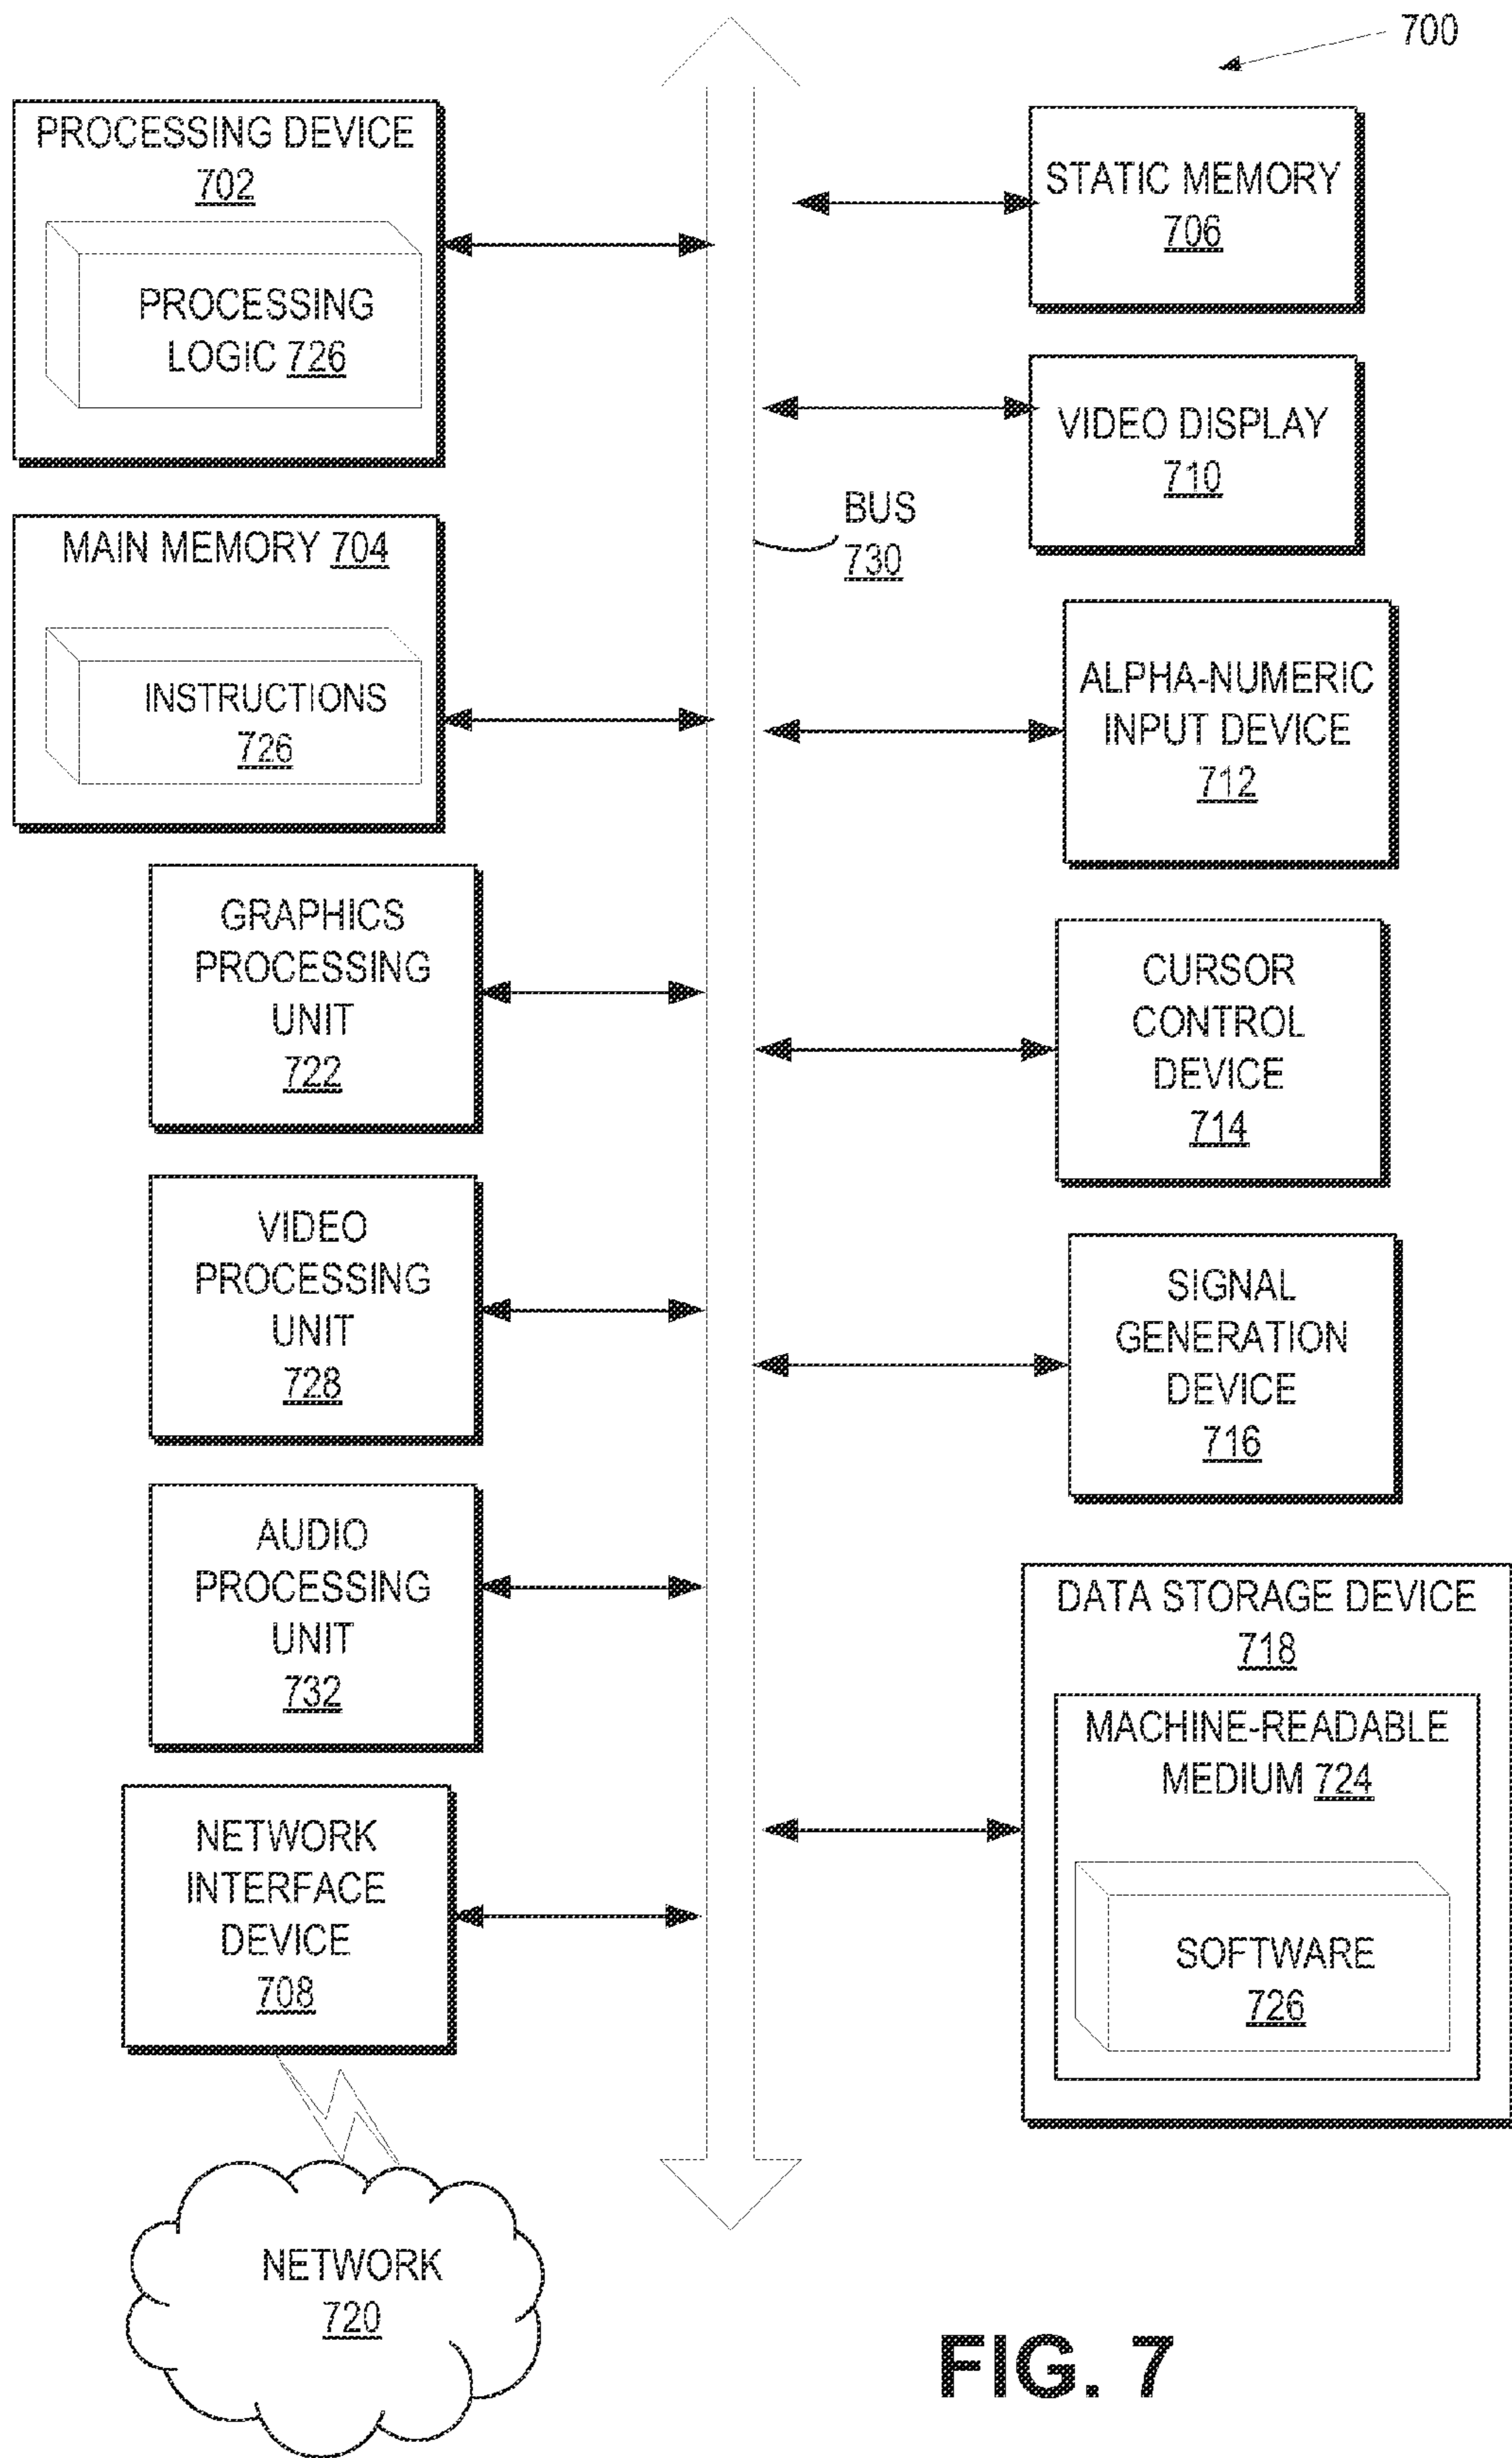 700
PROCESSING DEVICE
702
PROCESSING
LOGIC 726
MAIN MEMORY 704
INSTRUCTIONS
726
GRAPHICS
PROCESSING
UNIT
722
VIDEO
PROCESSING
UNIT
728
AUDIO
PROCESSING
UNIT
732
NETWORK
INTERFACE
DEVICE
708
NETWORK
720
BUS
730
STATIC MEMORY
706
VIDEO DISPLAY
710
ALPHA-NUMERIC
INPUT DEVICE
712
CURSOR
CONTROL
DEVICE
714
SIGNAL
GENERATION
DEVICE
716
DATA STORAGE DEVICE
718
MACHINE-READABLE
MEDIUM 724
SOFTWARE
726
FIG. 7